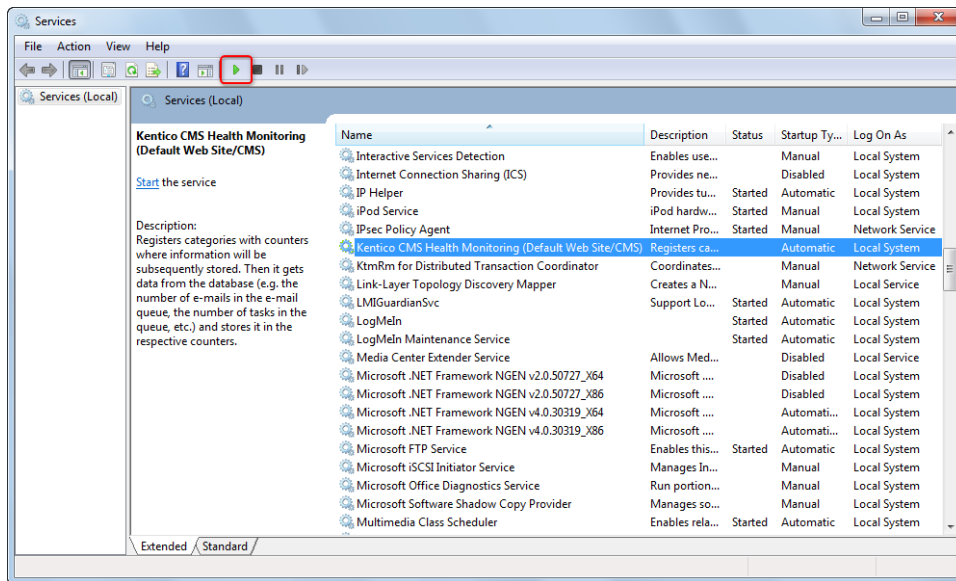 Services
File Action View Help
Services (Local)
Services (Local)
Kentico CMS Health Monitoring
(Default Web Site/CMS)
Start the service
Description:
Registers categories with counters
where information will be
subsequently stored. Then it gets
data from the database (e.g. the
number of e-mails in the e-mail
queue, the number of tasks in the
queue, etc.) and stores it in the
respective counters.
Name Description Status Startup Ty... Log On As
Interactive Services Detection Enables use... Manual Local System
Internet Connection Sharing (ICS) Provides ne... Disabled Local System
IP Helper Provides tu... Started Automatic Local System
iPod Service iPod hardw... Started Manual Local System
IPsec Policy Agent Internet Pro... Started Manual Network Service
Kentico CMS Health Monitoring (Default Web Site/CMS) Registers ca... Automatic Local System
KtmRm for Distributed Transaction Coordinator Coordinates... Manual Network Service
Link-Layer Topology Discovery Mapper Creates a N... Manual Local Service
LMIGuardianSvc Support Lo... Started Automatic Local System
LogMeIn Started Automatic Local System
LogMeIn Maintenance Service Started Automatic Local System
Media Center Extender Service Allows Med... Disabled Local Service
Microsoft .NET Framework NGEN v2.0.50727_X64 Microsoft .... Disabled Local System
Microsoft .NET Framework NGEN v2.0.50727_X86 Microsoft .... Disabled Local System
Microsoft .NET Framework NGEN v4.0.30319_X64 Microsoft .... Automati... Local System
Microsoft .NET Framework NGEN v4.0.30319_X86 Microsoft .... Automati... Local System
Microsoft FTP Service Enables this... Started Automatic Local System
Microsoft iSCSI Initiator Service Manages In... Manual Local System
Microsoft Office Diagnostics Service Run portion... Manual Local System
Microsoft Software Shadow Copy Provider Manages so... Manual Local System
Multimedia Class Scheduler Enables rela... Started Automatic Local System
Extended Standard